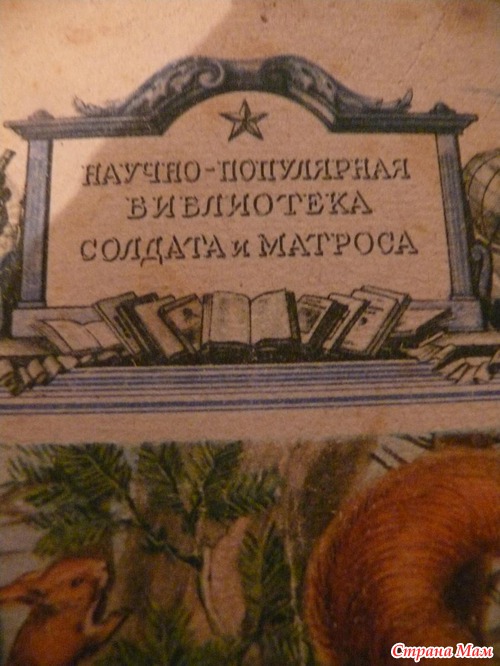 НАУЧНО-ПОПУЛЯРНАЯ
БИБЛИОТЕКА
СОЛДАТА и МАТРОСА
Страна Мам